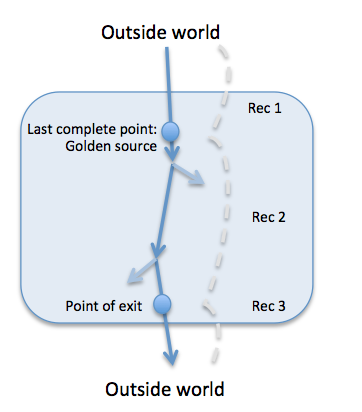 Outside world
Rec 1
Last complete point:
Golden source
Rec 2
Point of exit
Rec 3
Outside world